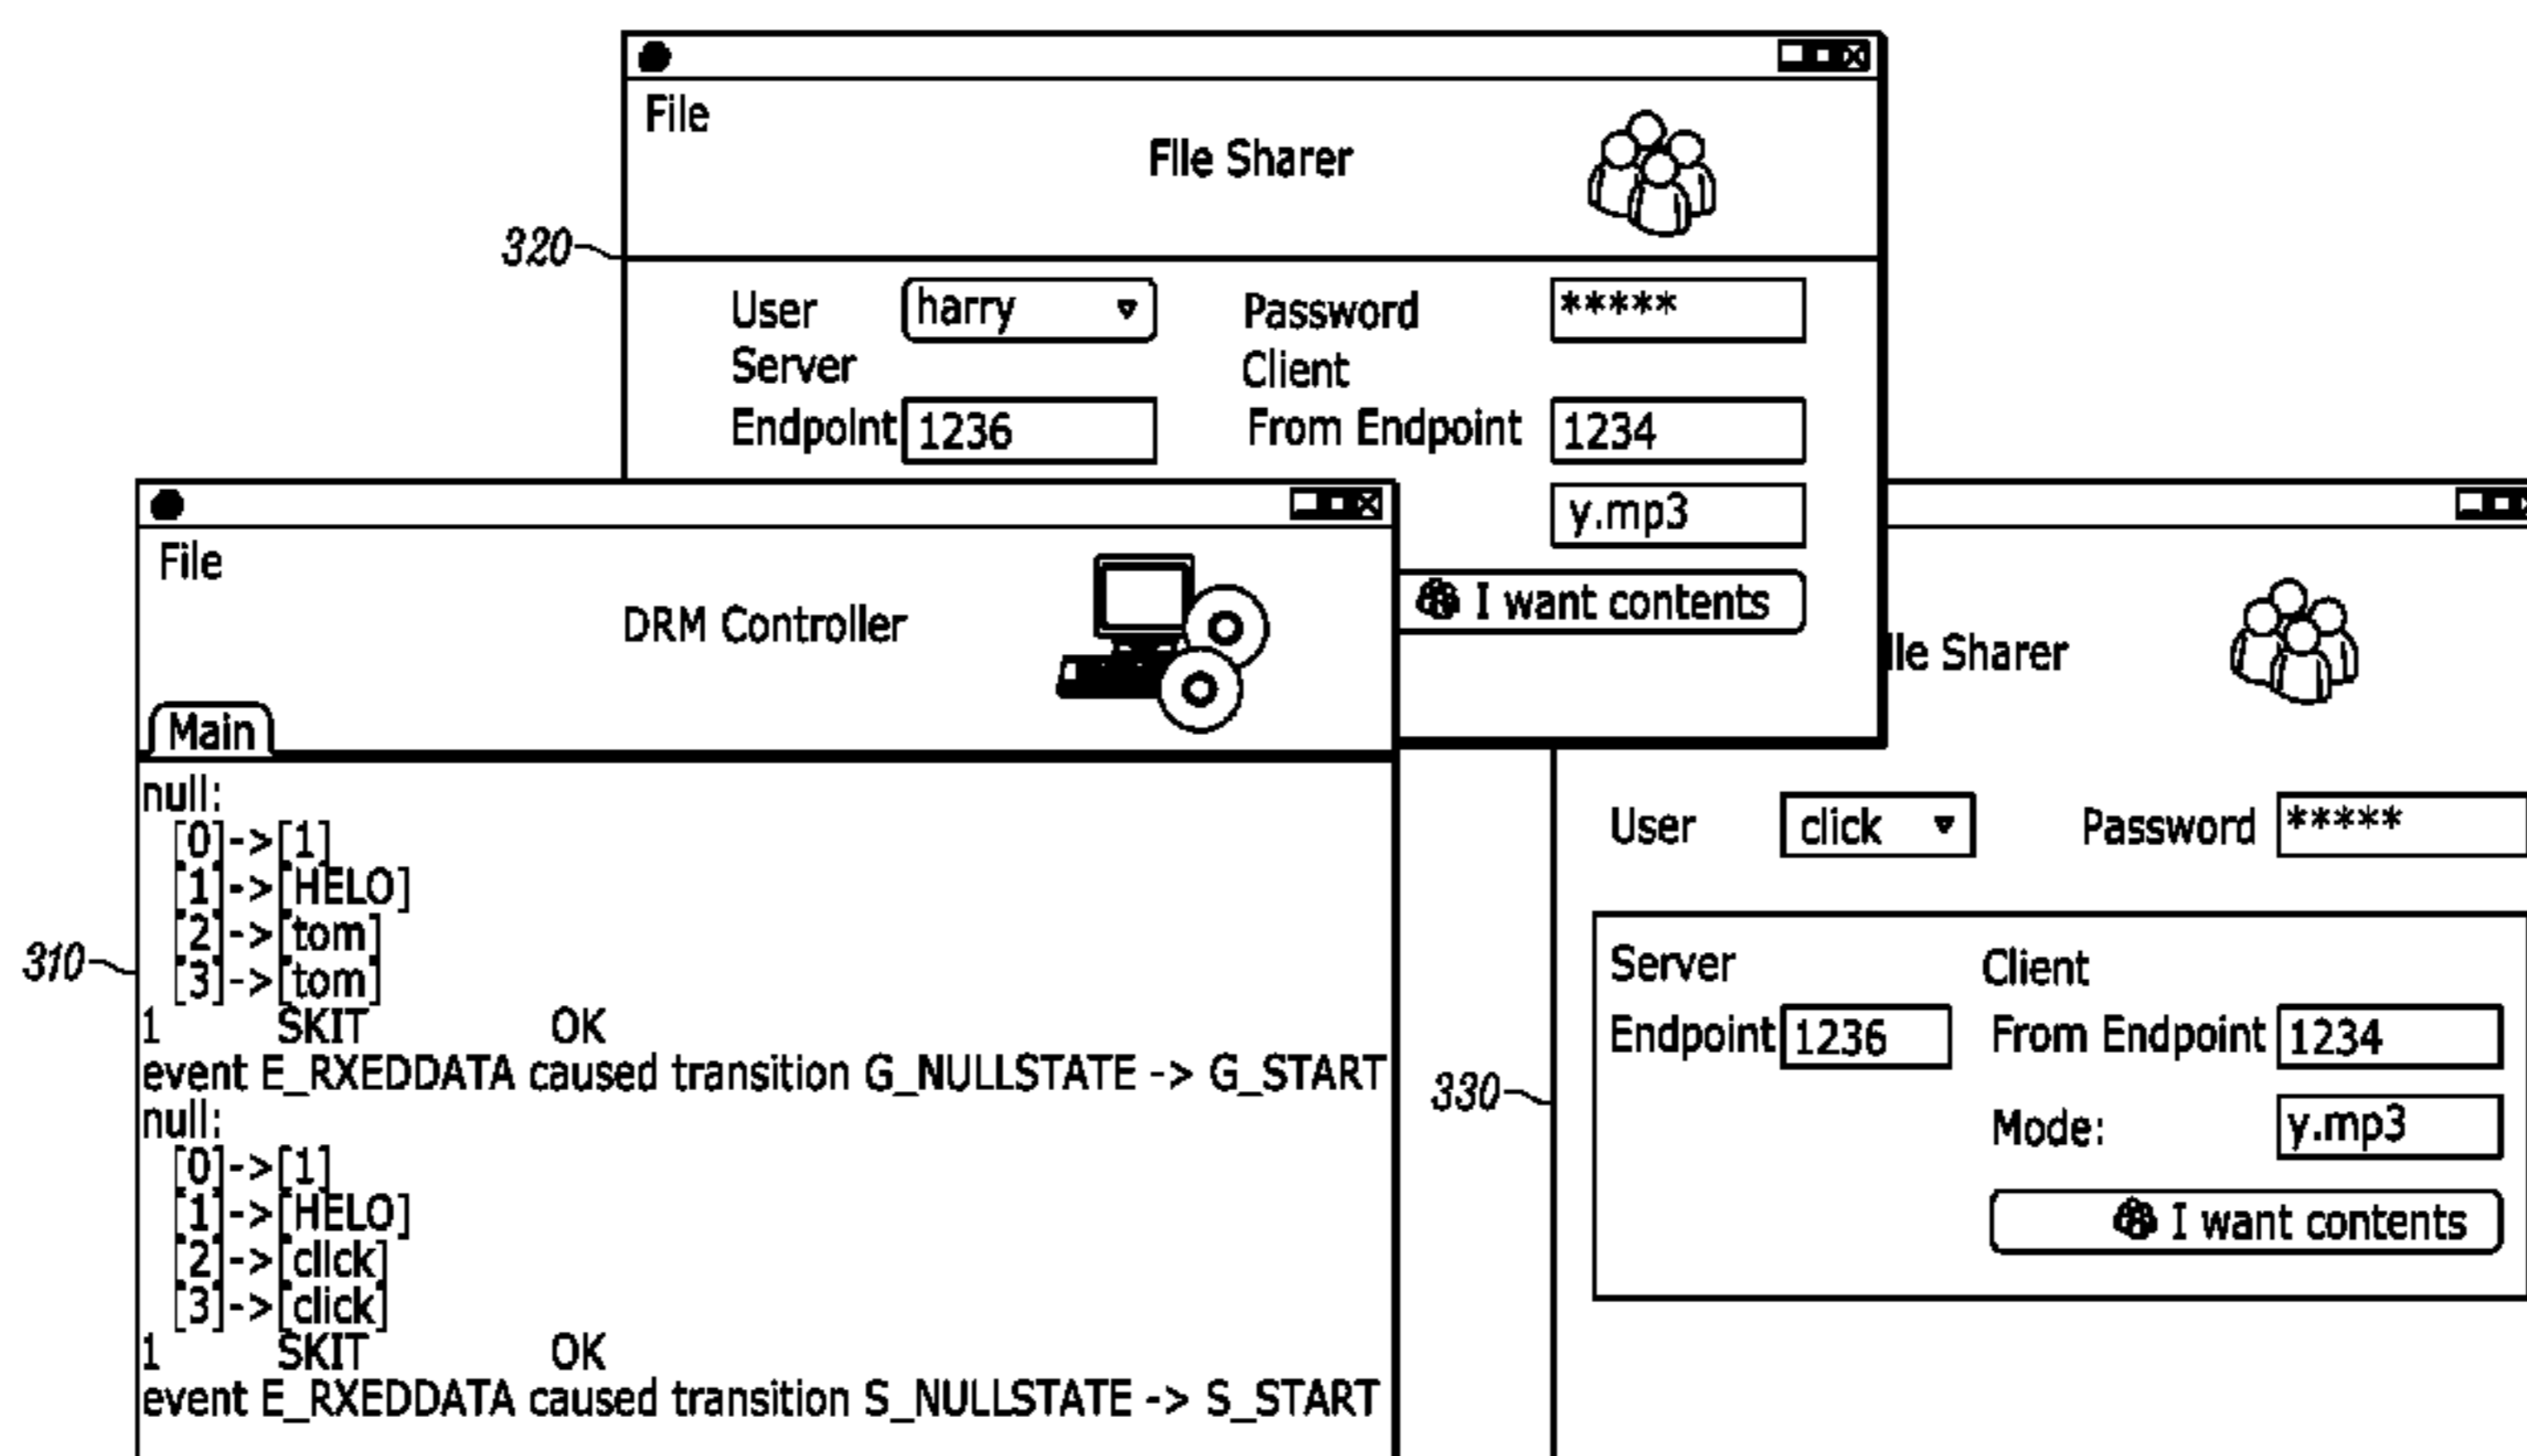 File
File Sharer
320
User harry Password *****
Server Client
Endpoint 1236 From Endpoint 1234
y.mp3
I want contents
File
DRM Controller
Main
null:
[0]->[1]
[1]->[HELO]
[2]->[tom]
[3]->[tom]
1 SKIT OK
event E_RXEDDATA caused transition G_NULLSTATE -> G_START
null:
[0]->[1]
[1]->[HELO]
[2]->[click]
[3]->[click]
1 SKIT OK
event E_RXEDDATA caused transition S_NULLSTATE -> S_START
310
ile Sharer
User click Password *****
Server Client
Endpoint 1236 From Endpoint 1234
Mode: y.mp3
I want contents
330